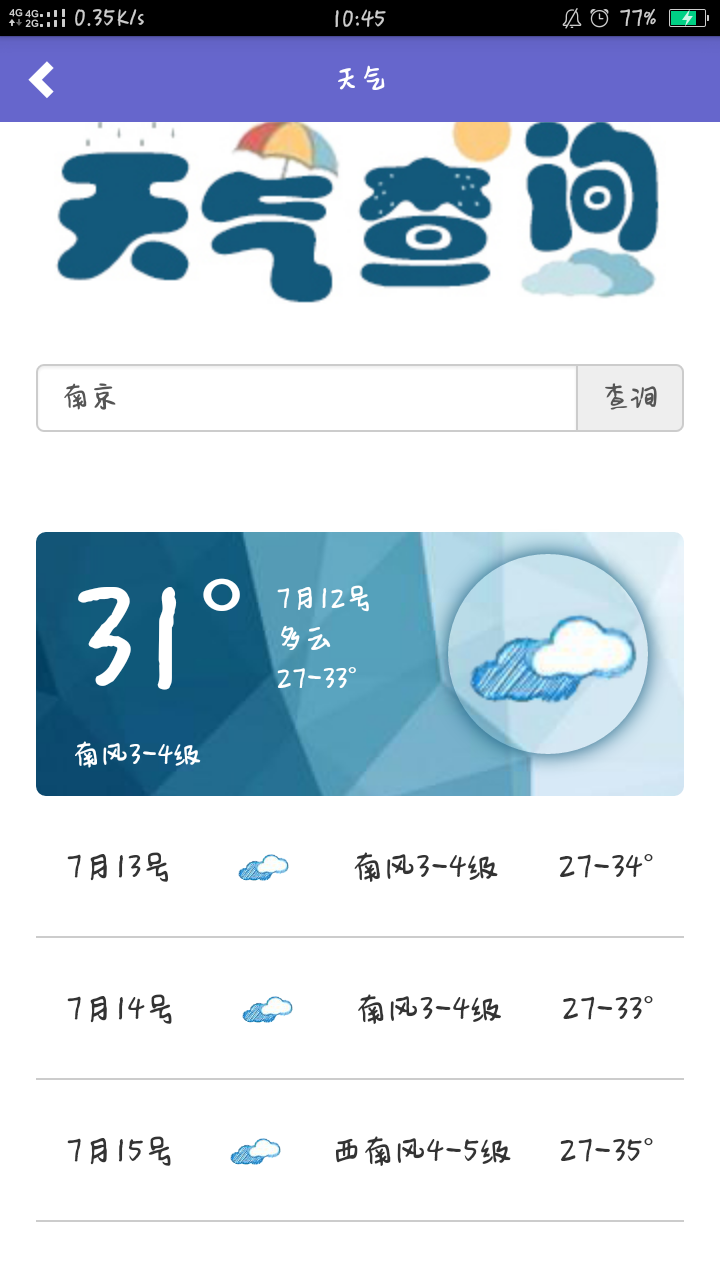 4G 4G 2G 0.35K/s 10:45 77%
天气
天气查询
南京 查询
31° 7月12号
多云
27-33°
南风3-4级
7月13号 南风3-4级 27-34°
7月14号 南风3-4级 27-33°
7月15号 西南风4-5级 27-35°